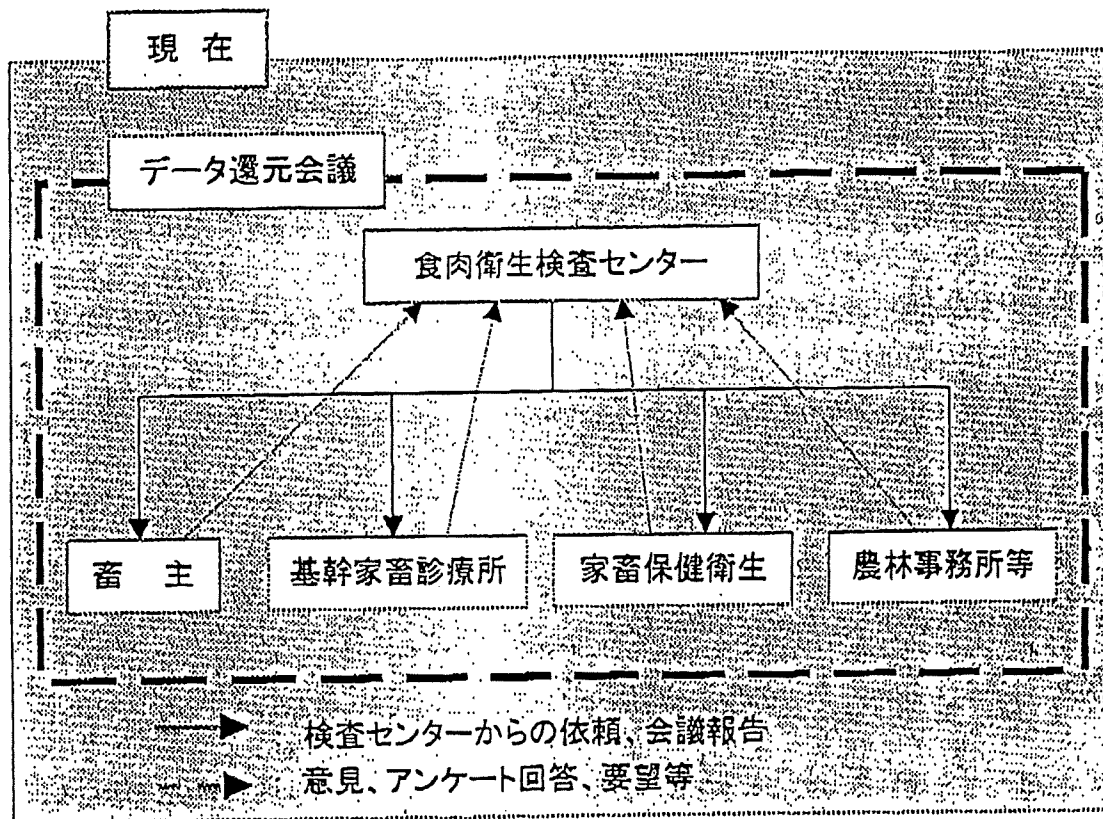 現 在
データ還元会議
食肉衛生検査センター
畜 主
基幹家畜診療所
家畜保健衛生
農林事務所等
検査センターからの依頼、会議報告
意見、アンケート回答、要望等